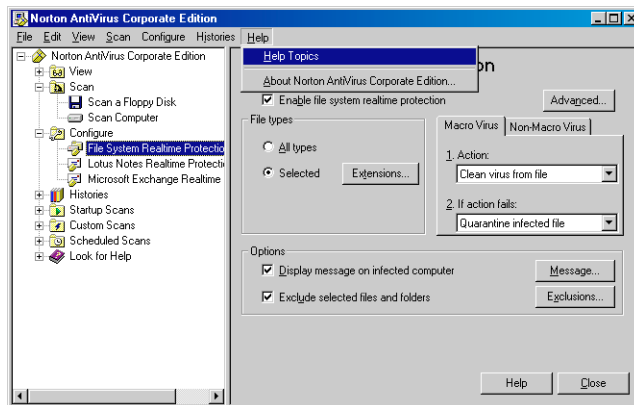 Norton AntiVirus Corporate Edition
File Edit View Scan Configure Histories Help
Help Topics
About Norton AntiVirus Corporate Edition...
Norton AntiVirus Corporate Edition
View
Scan
Scan a Floppy Disk
Scan Computer
Configure
File System Realtime Protectio
Lotus Notes Realtime Protecti
Microsoft Exchange Realtime
Histories
Startup Scans
Custom Scans
Scheduled Scans
Look for Help
on
Enable file system realtime protection
Advanced...
File types
All types
Selected
Extensions...
Macro Virus Non-Macro Virus
1. Action:
Clean virus from file
2. If action fails:
Quarantine infected file
Options
Display message on infected computer
Message...
Exclude selected files and folders
Exclusions...
Help
Close